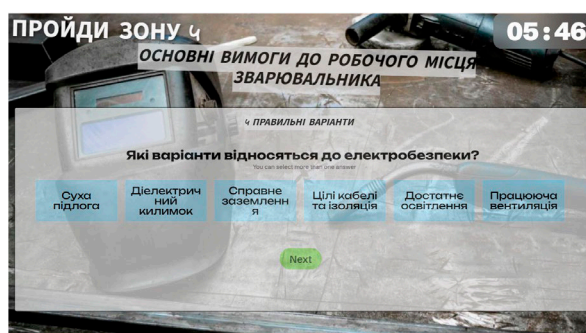 ПРОЙДИ ЗОНУ 4
05:46
ОСНОВНІ ВИМОГИ ДО РОБОЧОГО МІСЦЯ
ЗВАРЮВАЛЬНИКА
4 ПРАВИЛЬНІ ВАРІАНТИ
Які варіанти відносяться до електробезпеки?
You can select more than one answer
Суха
підлога
Діелектрич
ний
килимок
Справне
заземленн
я
Цілі кабелі
та ізоляція
Достатнє
освітлення
Працююча
вентиляція
Next